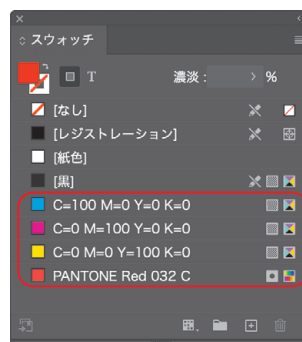 スウォッチ
T 濃淡 : %
[なし]
[レジストレーション]
[紙色]
[黒]
C=100 M=0 Y=0 K=0
C=0 M=100 Y=0 K=0
C=0 M=0 Y=100 K=0
PANTONE Red 032 C